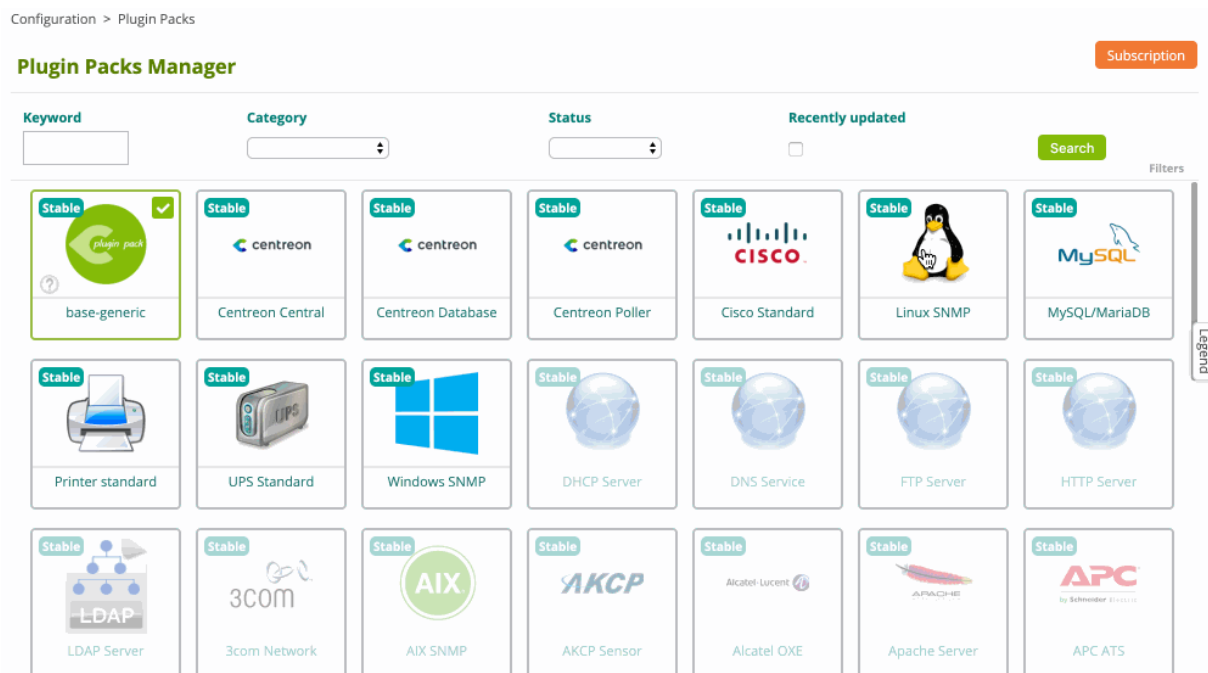 Configuration > Plugin Packs
Subscription
Plugin Packs Manager
Keyword Category Status Recently updated
Search
Filters
Stable Stable Stable Stable Stable Stable Stable
plugin pack centreon centreon centreon CISCO MySQL
?
base-generic Centreon Central Centreon Database Centreon Poller Cisco Standard Linux SNMP MySQL/MariaDB
Legend
Stable Stable Stable Stable Stable Stable Stable
UPS
Printer standard UPS Standard Windows SNMP DHCP Server DNS Service FTP Server HTTP Server
Stable Stable Stable Stable Stable Stable Stable
LDAP 3com AIX AKCP Alcatel·Lucent APACHE APC
by Schneider Electric
LDAP Server 3com Network AIX SNMP AKCP Sensor Alcatel OXE Apache Server APC ATS